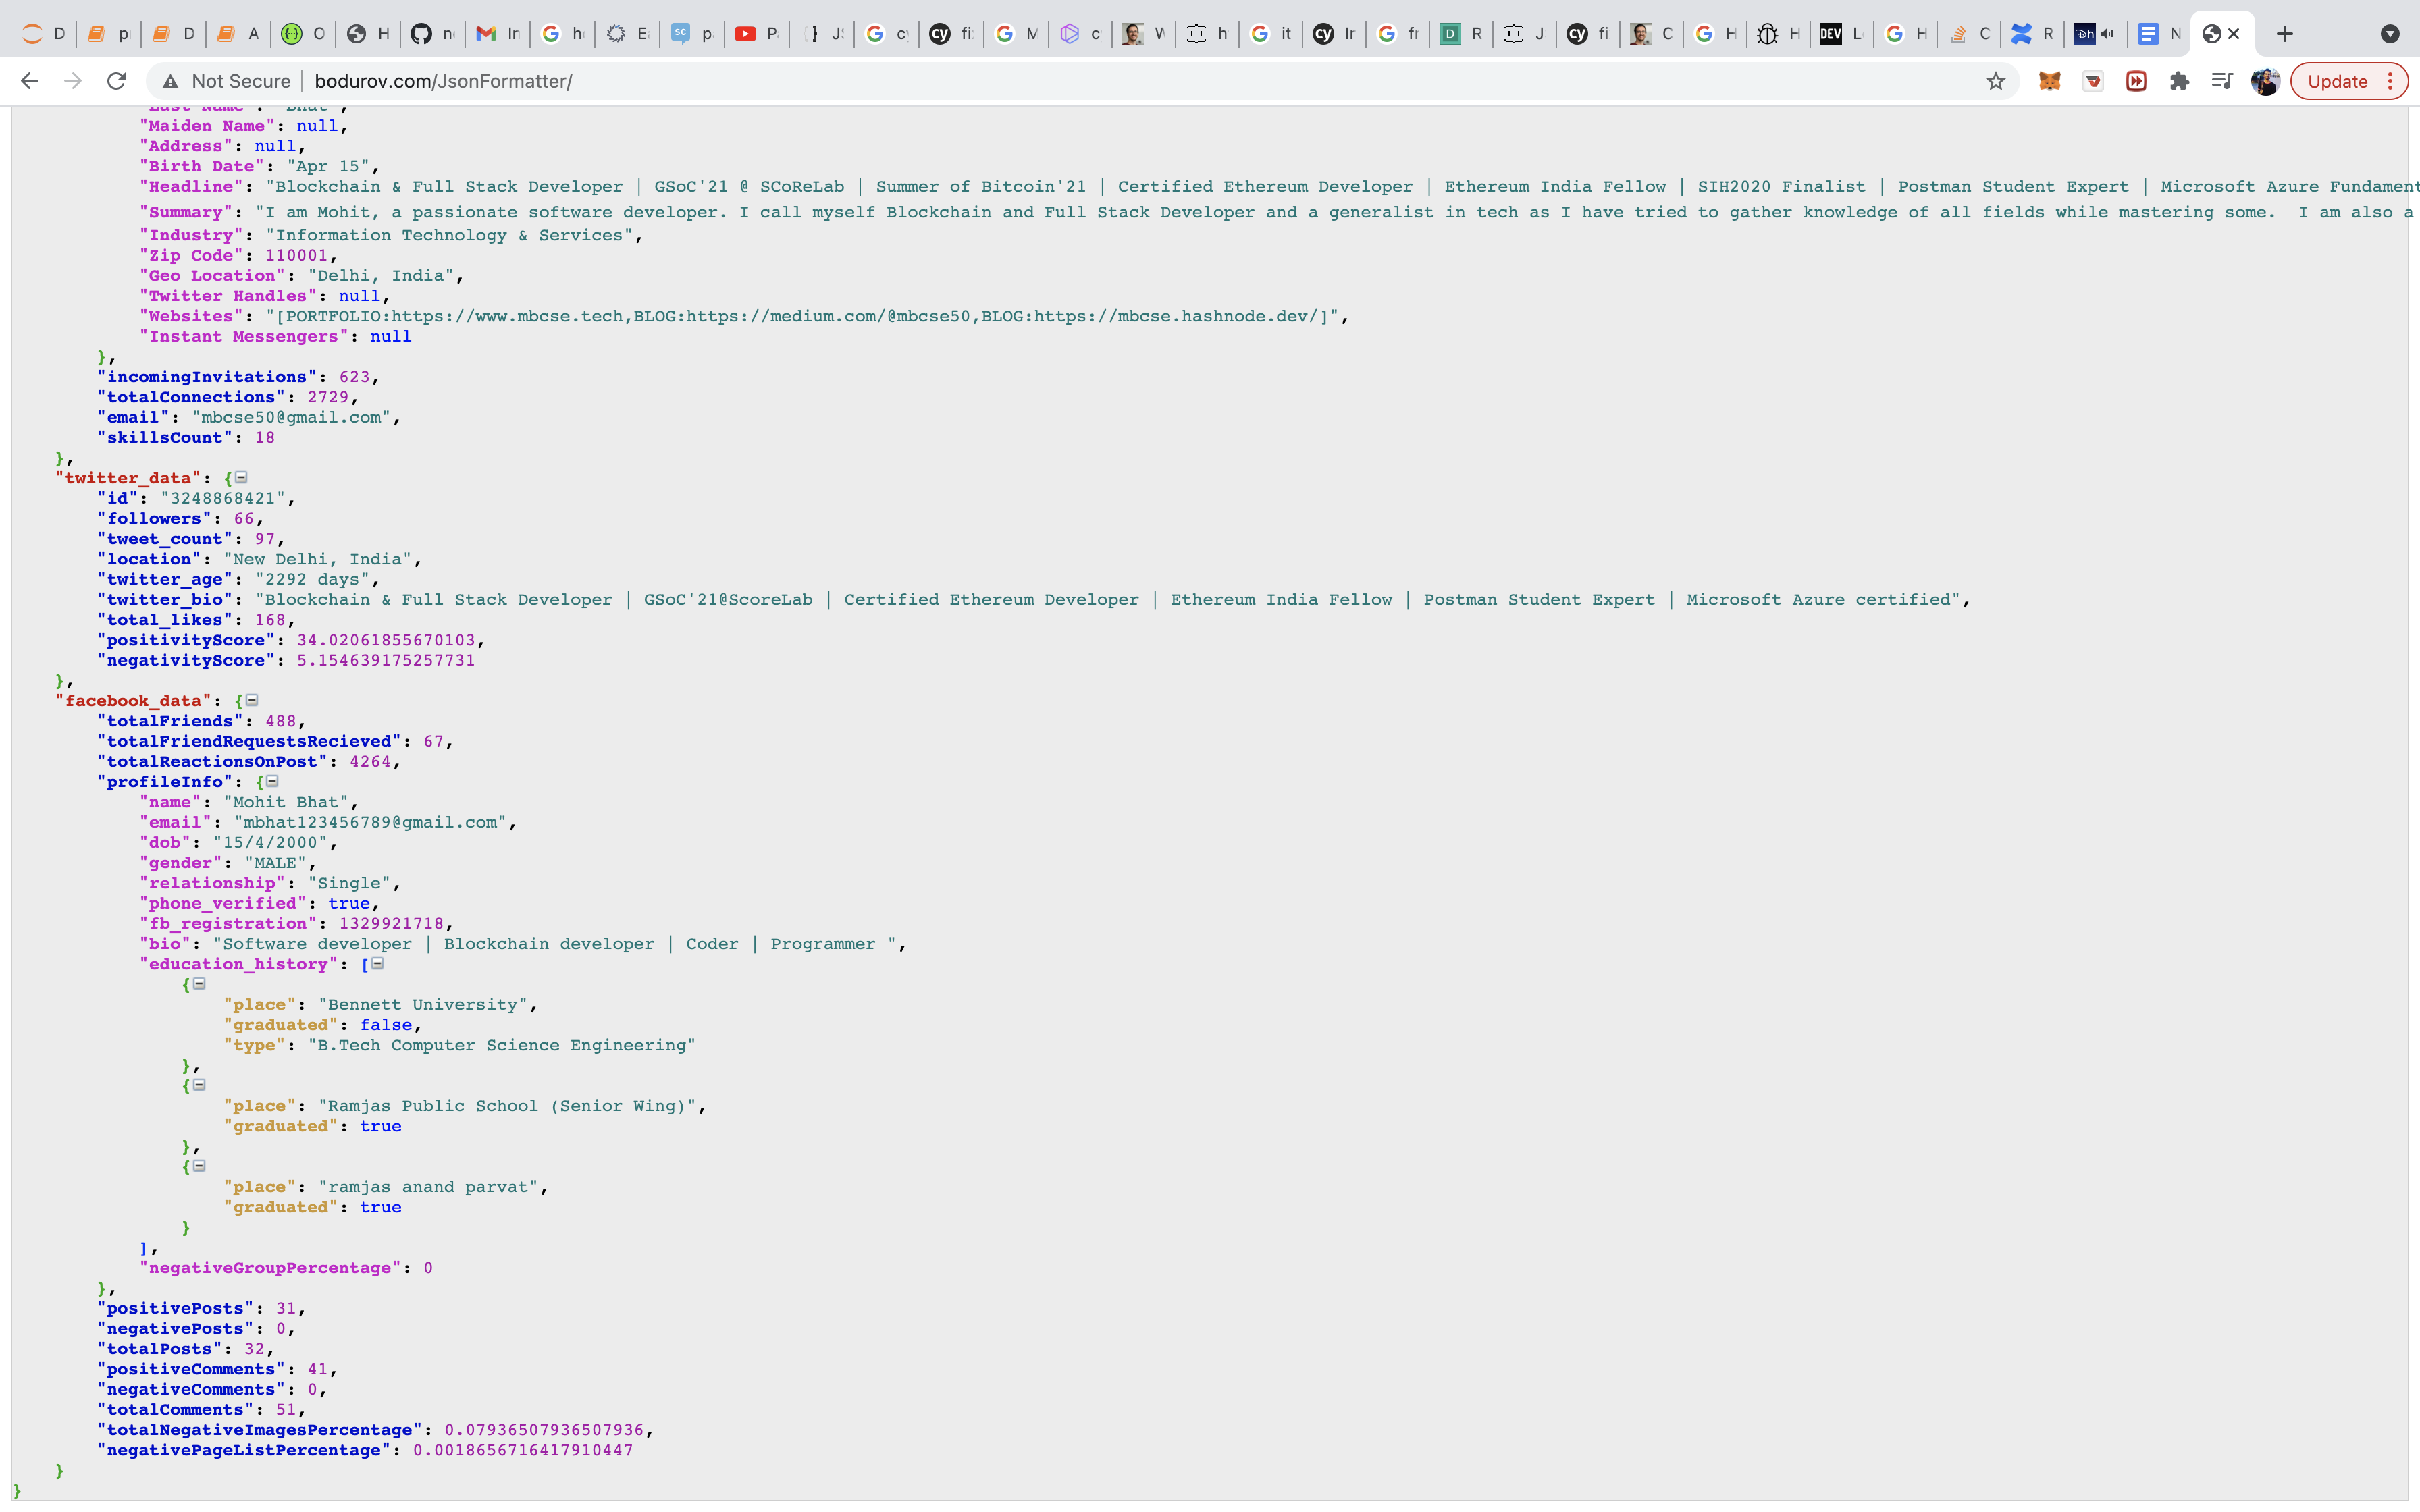 D p D A O H n In h E p P J c fi M c W h it Ir fr R J fi C H H L H C R N
Not Secure | bodurov.com/JsonFormatter/ Update
"Last Name": "Bhat",
"Maiden Name": null,
"Address": null,
"Birth Date": "Apr 15",
"Headline": "Blockchain & Full Stack Developer | GSoC'21 @ SCoReLab | Summer of Bitcoin'21 | Certified Ethereum Developer | Ethereum India Fellow | SIH2020 Finalist | Postman Student Expert | Microsoft Azure Fundament
"Summary": "I am Mohit, a passionate software developer. I call myself Blockchain and Full Stack Developer and a generalist in tech as I have tried to gather knowledge of all fields while mastering some.  I am also a
"Industry": "Information Technology & Services",
"Zip Code": 110001,
"Geo Location": "Delhi, India",
"Twitter Handles": null,
"Websites": "[PORTFOLIO:https://www.mbcse.tech,BLOG:https://medium.com/@mbcse50,BLOG:https://mbcse.hashnode.dev/]",
"Instant Messengers": null
},
"incomingInvitations": 623,
"totalConnections": 2729,
"email": "mbcse50@gmail.com",
"skillsCount": 18
},
"twitter_data": {
"id": "3248868421",
"followers": 66,
"tweet_count": 97,
"location": "New Delhi, India",
"twitter_age": "2292 days",
"twitter_bio": "Blockchain & Full Stack Developer | GSoC'21@ScoreLab | Certified Ethereum Developer | Ethereum India Fellow | Postman Student Expert | Microsoft Azure certified",
"total_likes": 168,
"positivityScore": 34.02061855670103,
"negativityScore": 5.154639175257731
},
"facebook_data": {
"totalFriends": 488,
"totalFriendRequestsRecieved": 67,
"totalReactionsOnPost": 4264,
"profileInfo": {
"name": "Mohit Bhat",
"email": "mbhat123456789@gmail.com",
"dob": "15/4/2000",
"gender": "MALE",
"relationship": "Single",
"phone_verified": true,
"fb_registration": 1329921718,
"bio": "Software developer | Blockchain developer | Coder | Programmer ",
"education_history": [
{
"place": "Bennett University",
"graduated": false,
"type": "B.Tech Computer Science Engineering"
},
{
"place": "Ramjas Public School (Senior Wing)",
"graduated": true
},
{
"place": "ramjas anand parvat",
"graduated": true
}
],
"negativeGroupPercentage": 0
},
"positivePosts": 31,
"negativePosts": 0,
"totalPosts": 32,
"positiveComments": 41,
"negativeComments": 0,
"totalComments": 51,
"totalNegativeImagesPercentage": 0.07936507936507936,
"negativePageListPercentage": 0.0018656716417910447
}
}